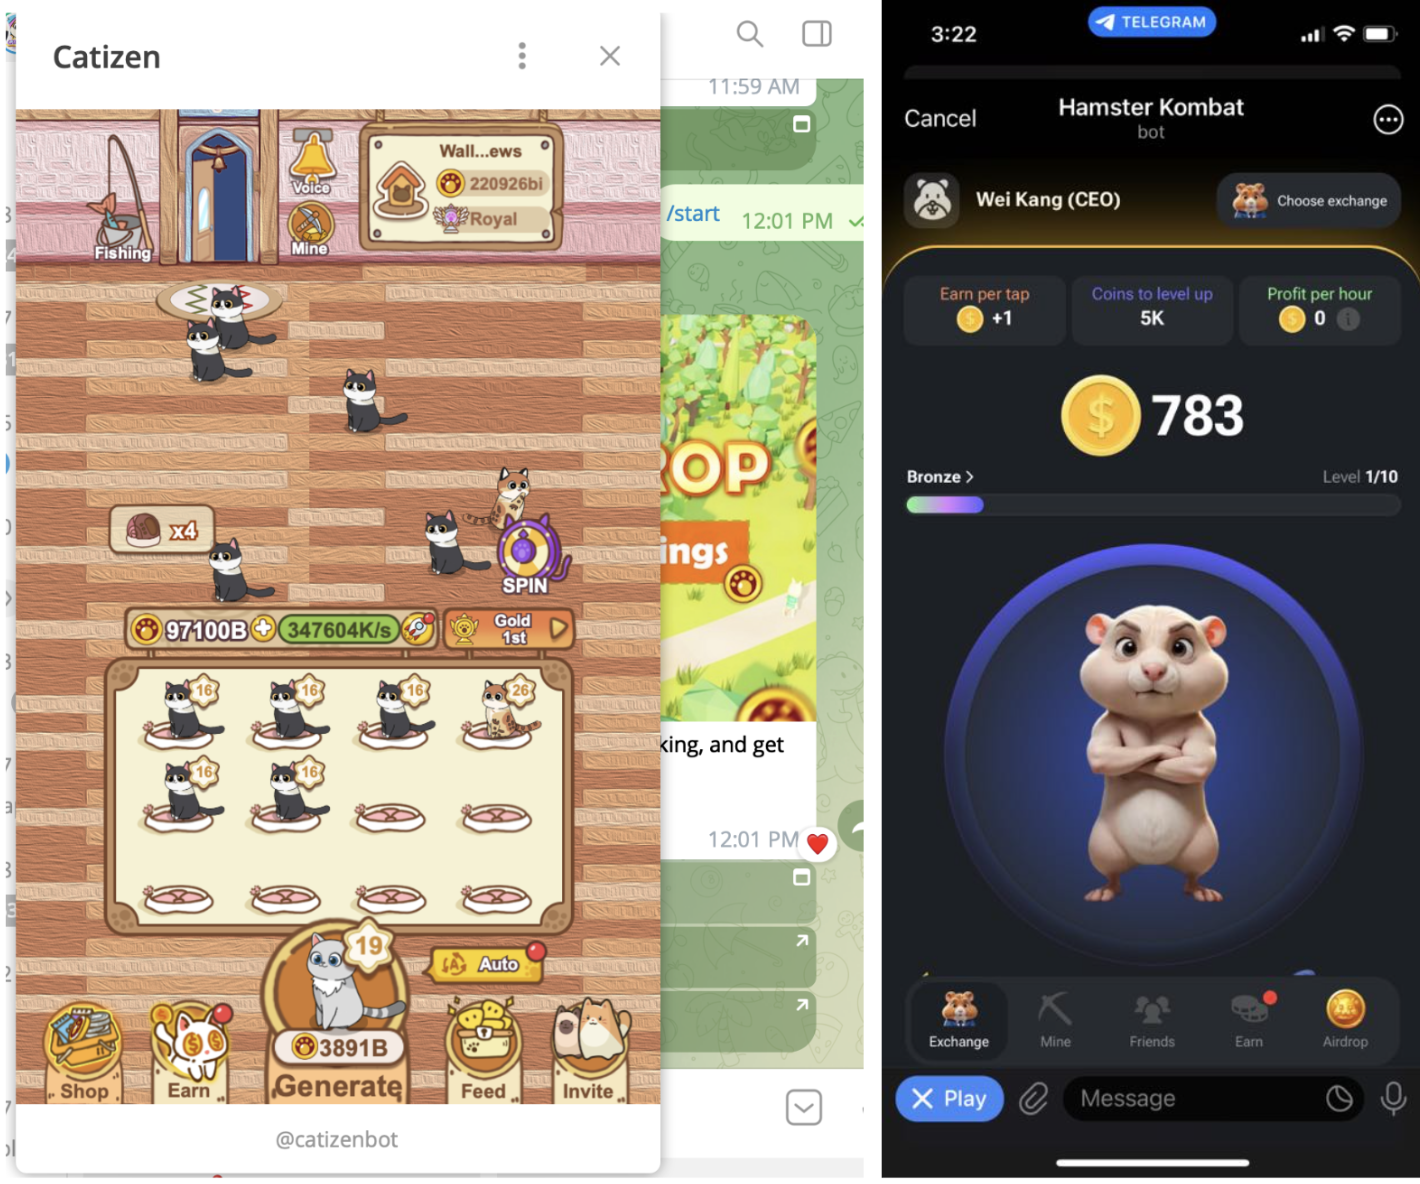 Catizen
Fishing
Voice
Mine
Wall...ews
220926bi
Royal
x4
SPIN
97100B
347604K/s
Gold
1st
16
16
16
26
16
16
19
Auto
3891B
Generate
Shop
Earn
Feed
Invite
@catizenbot
11:59 AM
/start
12:01 PM
OP
ings
king, and get
12:01 PM
3:22
TELEGRAM
Cancel
Hamster Kombat
bot
Wei Kang (CEO)
Choose exchange
Earn per tap
+1
Coins to level up
5K
Profit per hour
0
783
Bronze >
Level 1/10
Exchange
Mine
Friends
Earn
Airdrop
Play
Message